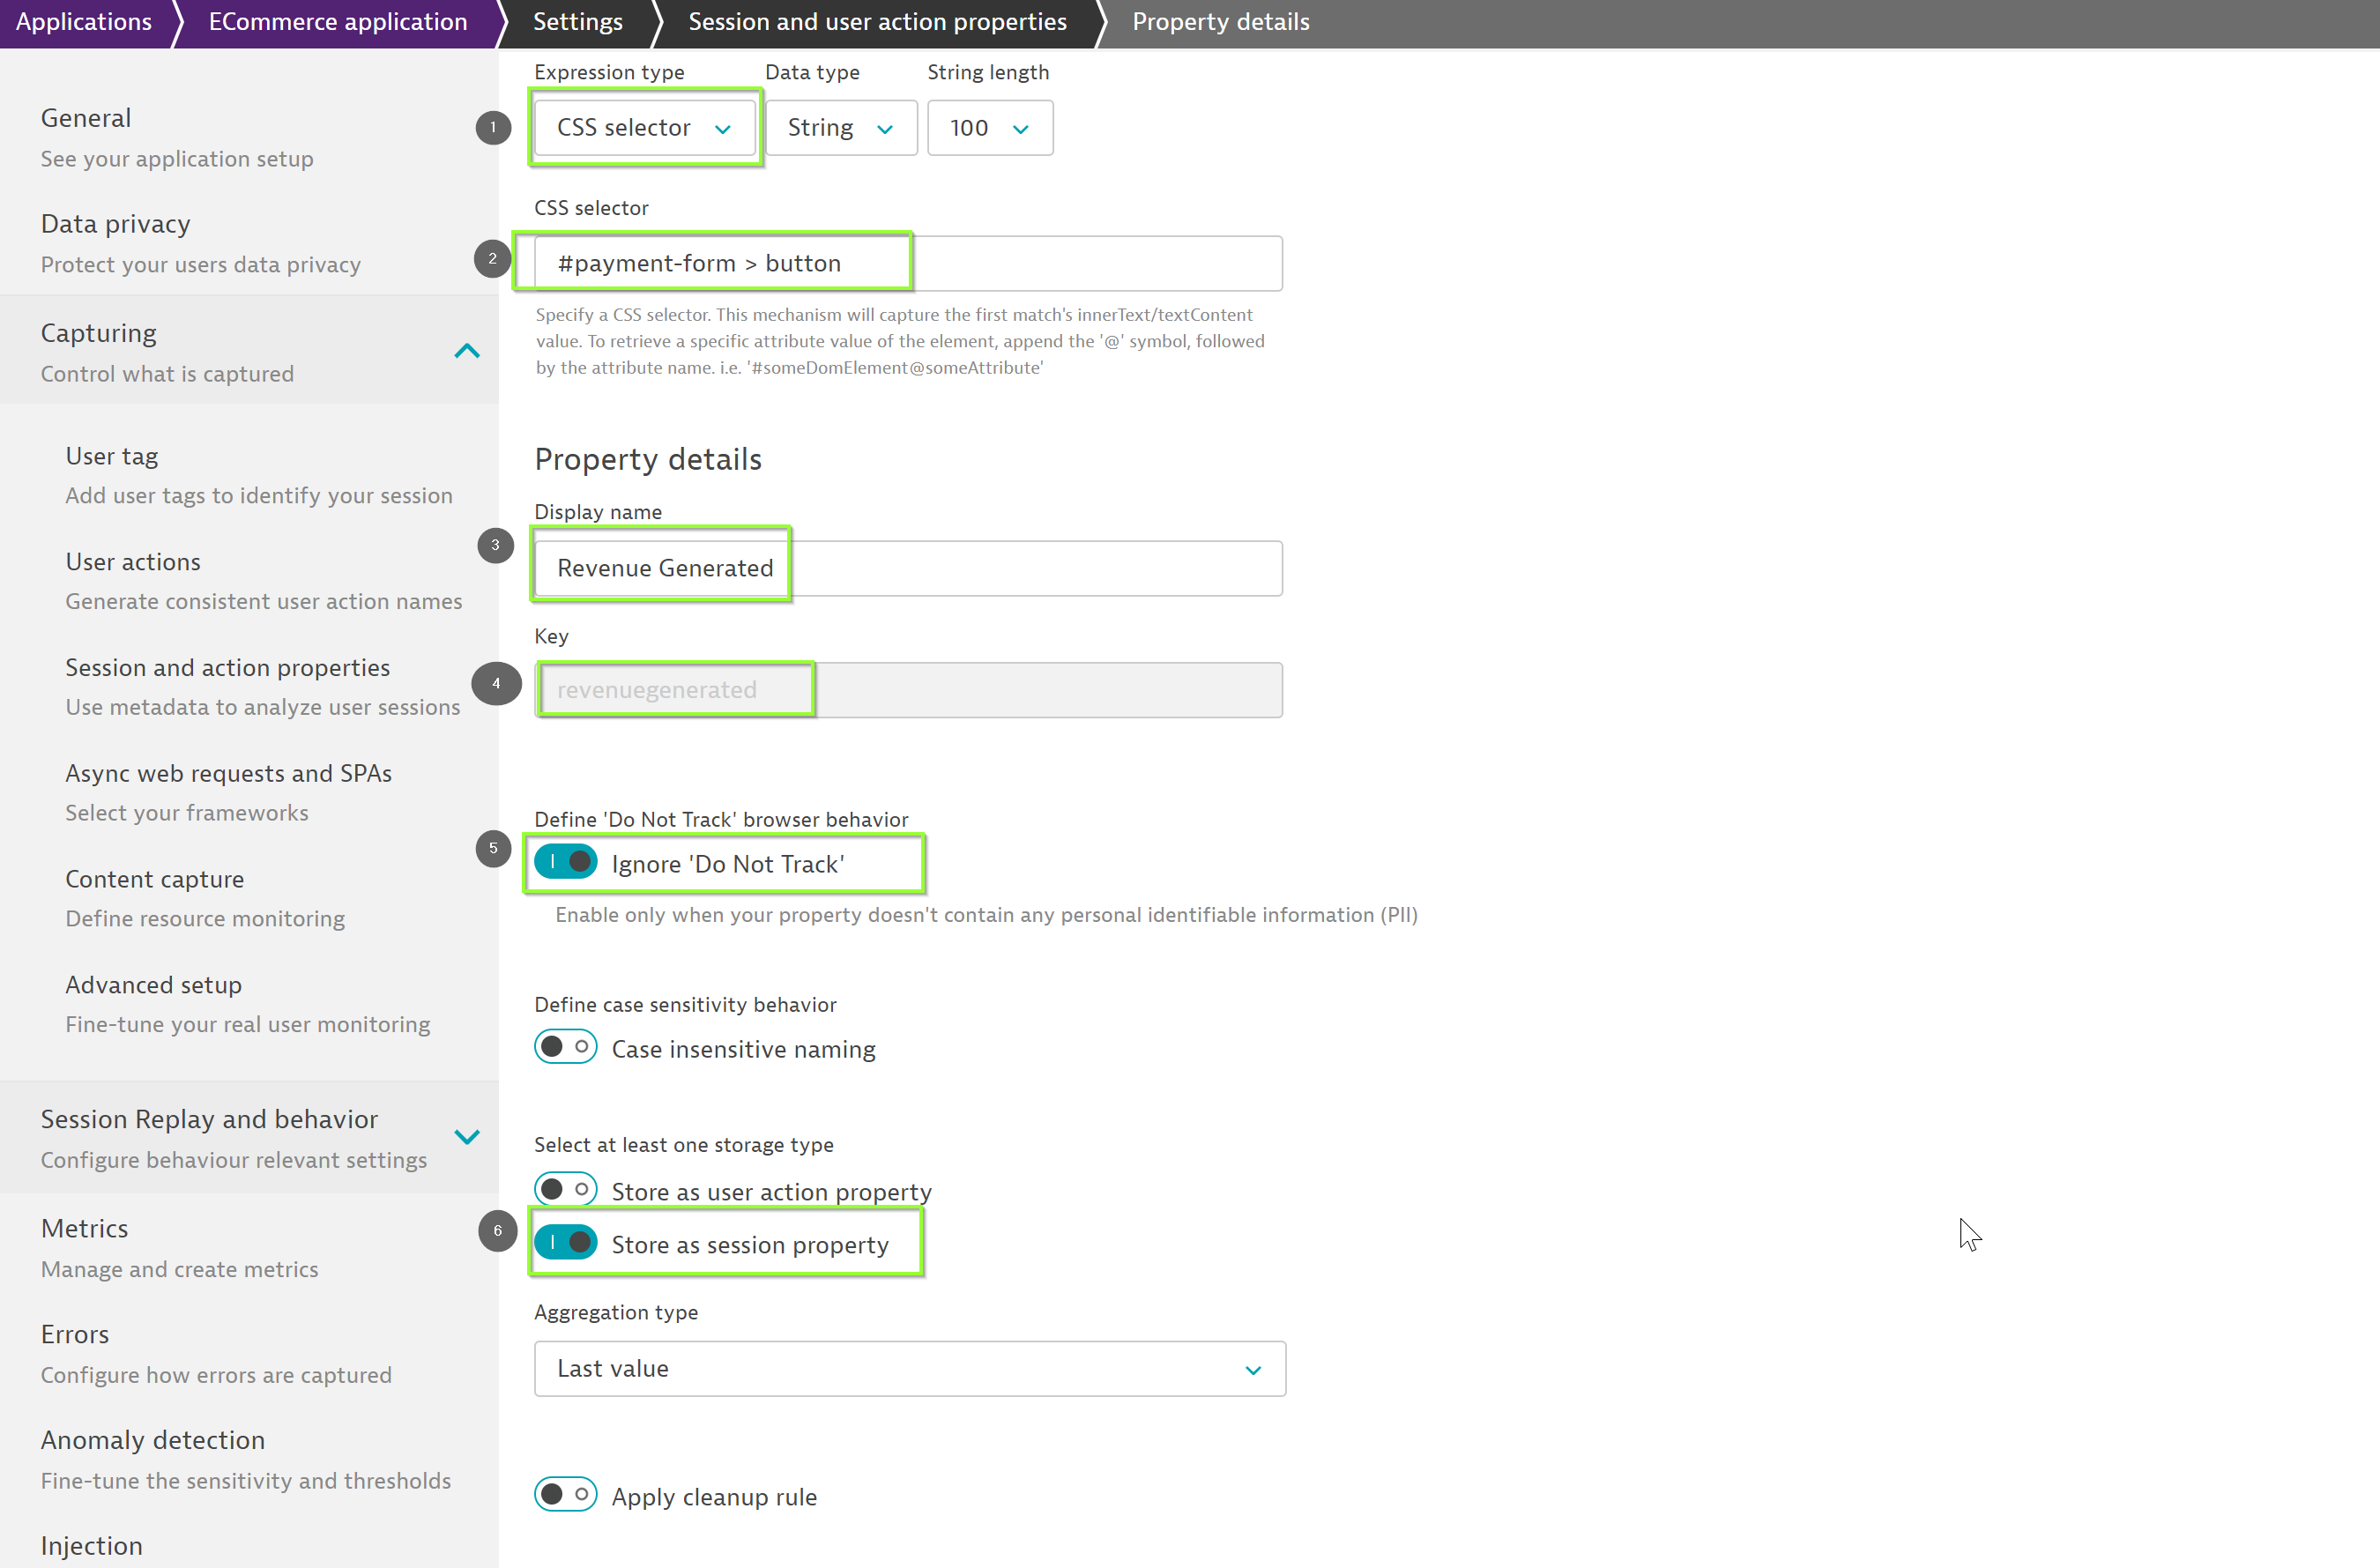 Applications
ECommerce application
Settings
Session and user action properties
Property details
General
See your application setup
Data privacy
Protect your users data privacy
Capturing
Control what is captured
User tag
Add user tags to identify your session
User actions
Generate consistent user action names
Session and action properties
Use metadata to analyze user sessions
Async web requests and SPAs
Select your frameworks
Content capture
Define resource monitoring
Advanced setup
Fine-tune your real user monitoring
Session Replay and behavior
Configure behaviour relevant settings
Metrics
Manage and create metrics
Errors
Configure how errors are captured
Anomaly detection
Fine-tune the sensitivity and thresholds
Injection
Expression type Data type String length
1 CSS selector String 100
CSS selector
2 #payment-form > button
Specify a CSS selector. This mechanism will capture the first match's innerText/textContent
value. To retrieve a specific attribute value of the element, append the '@' symbol, followed
by the attribute name. i.e. '#someDomElement@someAttribute'
Property details
Display name
3 Revenue Generated
Key
4 revenuegenerated
Define 'Do Not Track' browser behavior
5 Ignore 'Do Not Track'
Enable only when your property doesn't contain any personal identifiable information (PII)
Define case sensitivity behavior
Case insensitive naming
Select at least one storage type
Store as user action property
6 Store as session property
Aggregation type
Last value
Apply cleanup rule